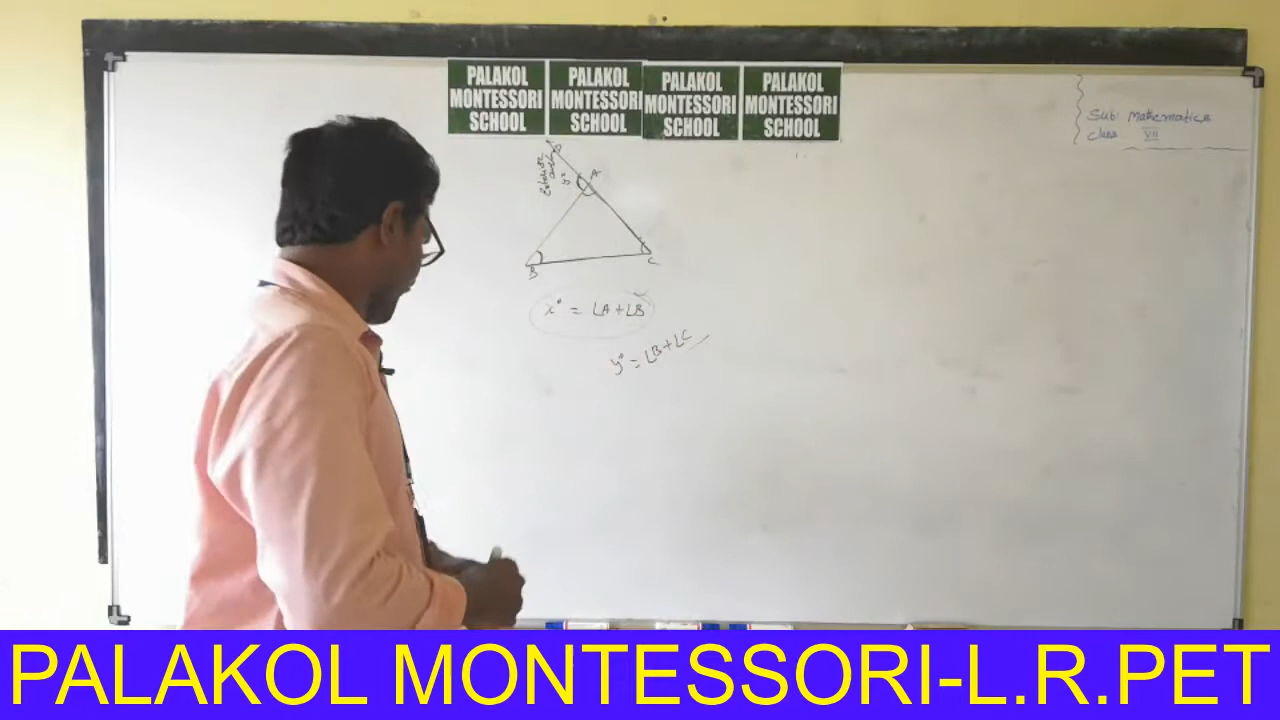 PALAKOL MONTESSORI SCHOOL
PALAKOL MONTESSORI SCHOOL
PALAKOL MONTESSORI SCHOOL
PALAKOL MONTESSORI SCHOOL
Sub: Mathematics
Class VII
D
Exterior
y°
A
B
C
x° = ∠A+∠B
y° = ∠B+∠C
PALAKOL MONTESSORI-L.R.PET